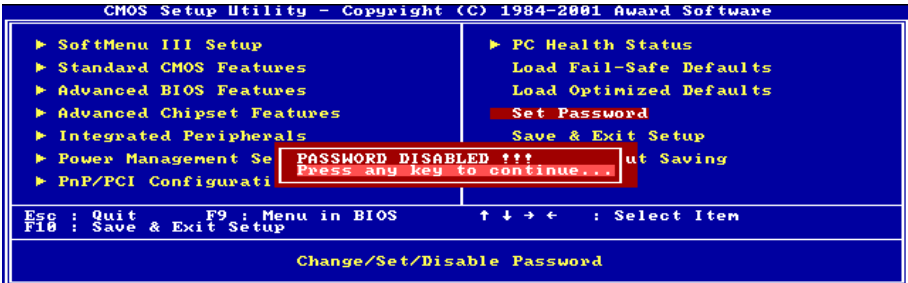 CMOS Setup Utility - Copyright (C) 1984-2001 Award Software
▶ SoftMenu III Setup
▶ Standard CMOS Features
▶ Advanced BIOS Features
▶ Advanced Chipset Features
▶ Integrated Peripherals
▶ Power Management Se
▶ PnP/PCI Configurati
▶ PC Health Status
Load Fail-Safe Defaults
Load Optimized Defaults
Set Password
Save & Exit Setup
ut Saving
PASSWORD DISABLED !!!
Press any key to continue...
Esc : Quit F9 : Menu in BIOS ↑ ↓ → ← : Select Item
F10 : Save & Exit Setup
Change/Set/Disable Password